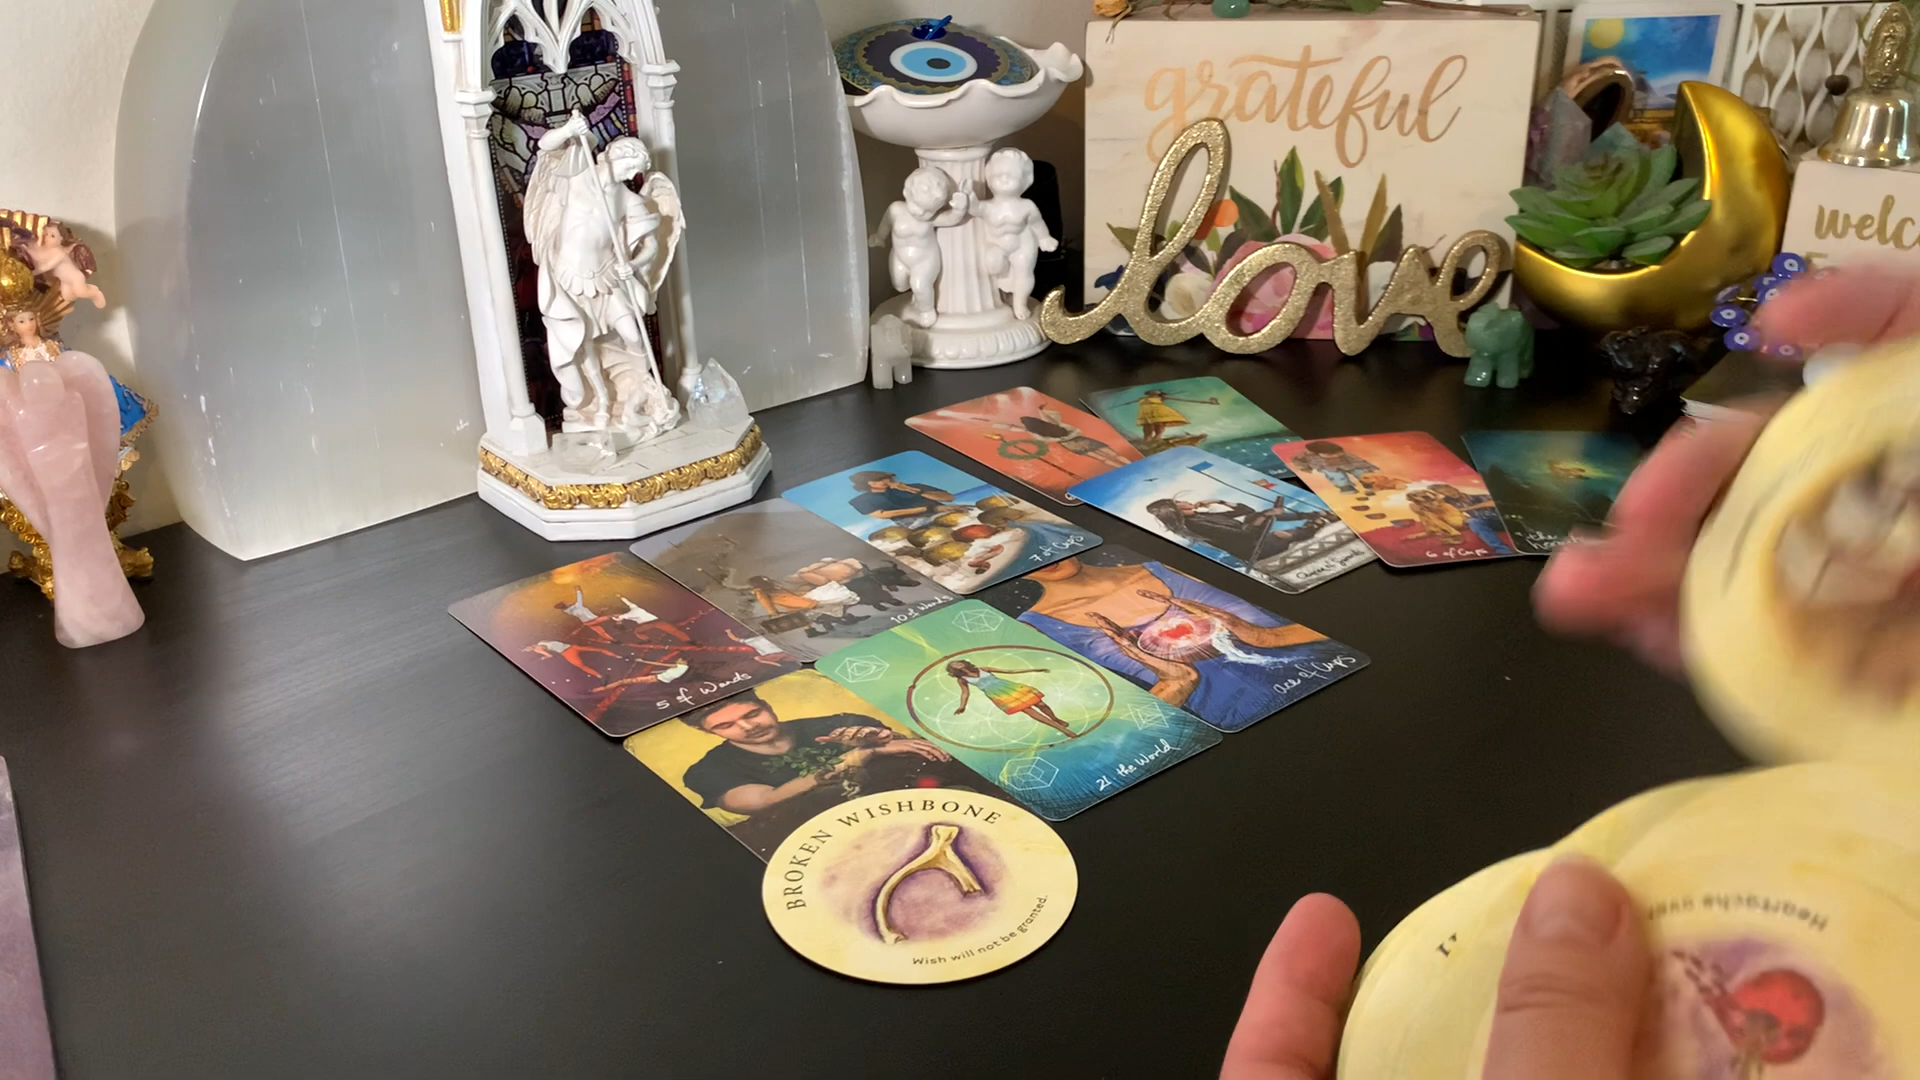 grateful
love
welc
6 of Cups
7 of Cups
10 of Wands
5 of Wands
ace of Cups
21. the World
BROKEN WISHBONE
Wish will not be granted.
Heartache over